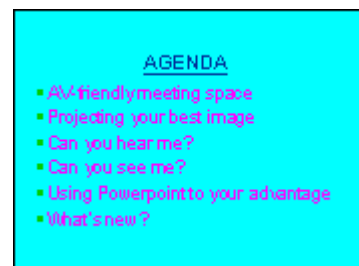 AGENDA
AV-friendly meeting space
Projecting your best image
Can you hear me?
Can you see me?
Using Powerpoint to your advantage
What's new?